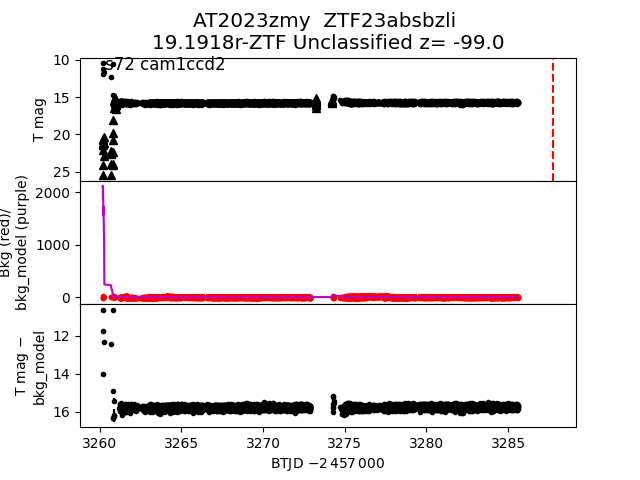 AT2023zmy  ZTF23absbzli
19.1918r-ZTF Unclassified z= -99.0
s72 cam1ccd2
10
15
20
25
T mag
2000
1000
0
Bkg (red)/
bkg_model (purple)
12
14
16
T mag −
bkg_model
3260
3265
3270
3275
3280
3285
BTJD −2 457 000